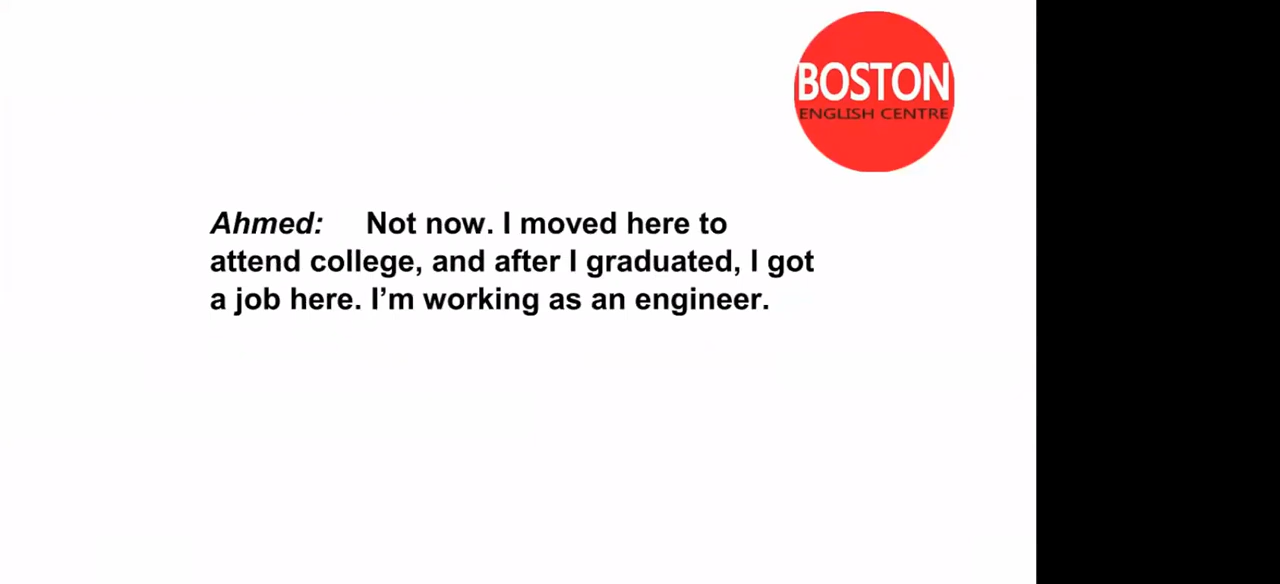 BOSTON
ENGLISH CENTRE
Ahmed: Not now. I moved here to
attend college, and after I graduated, I got
a job here. I’m working as an engineer.